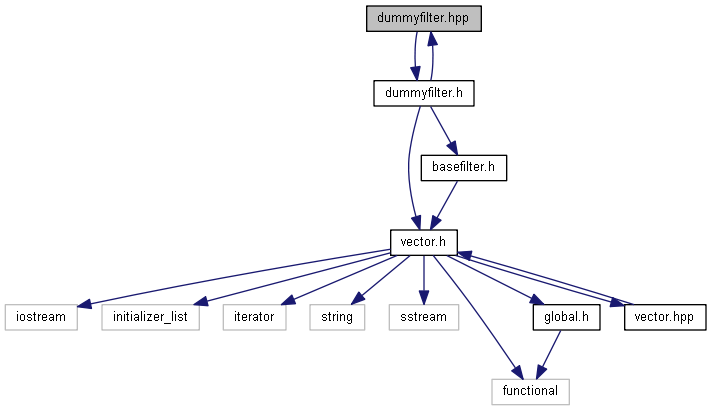 dummyfilter.hpp
dummyfilter.h
basefilter.h
vector.h
iostream
initializer_list
iterator
string
sstream
global.h
vector.hpp
functional